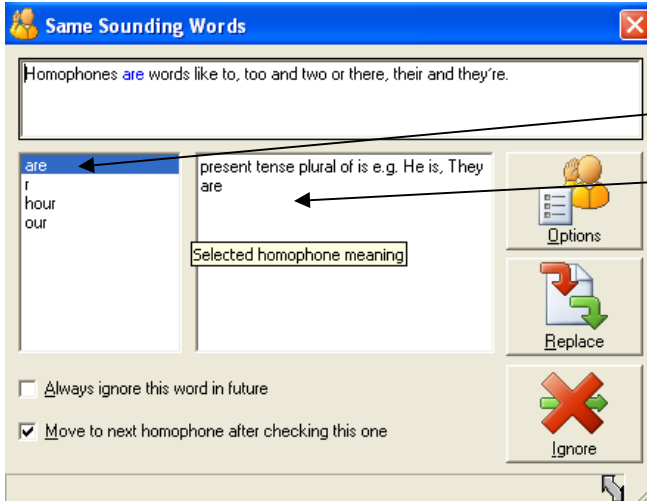 Same Sounding Words
Homophones are words like to, too and two or there, their and they´re.
are
r
hour
our
present tense plural of is e.g. He is, They
are
Selected homophone meaning
Options
Replace
Ignore
Always ignore this word in future
Move to next homophone after checking this one